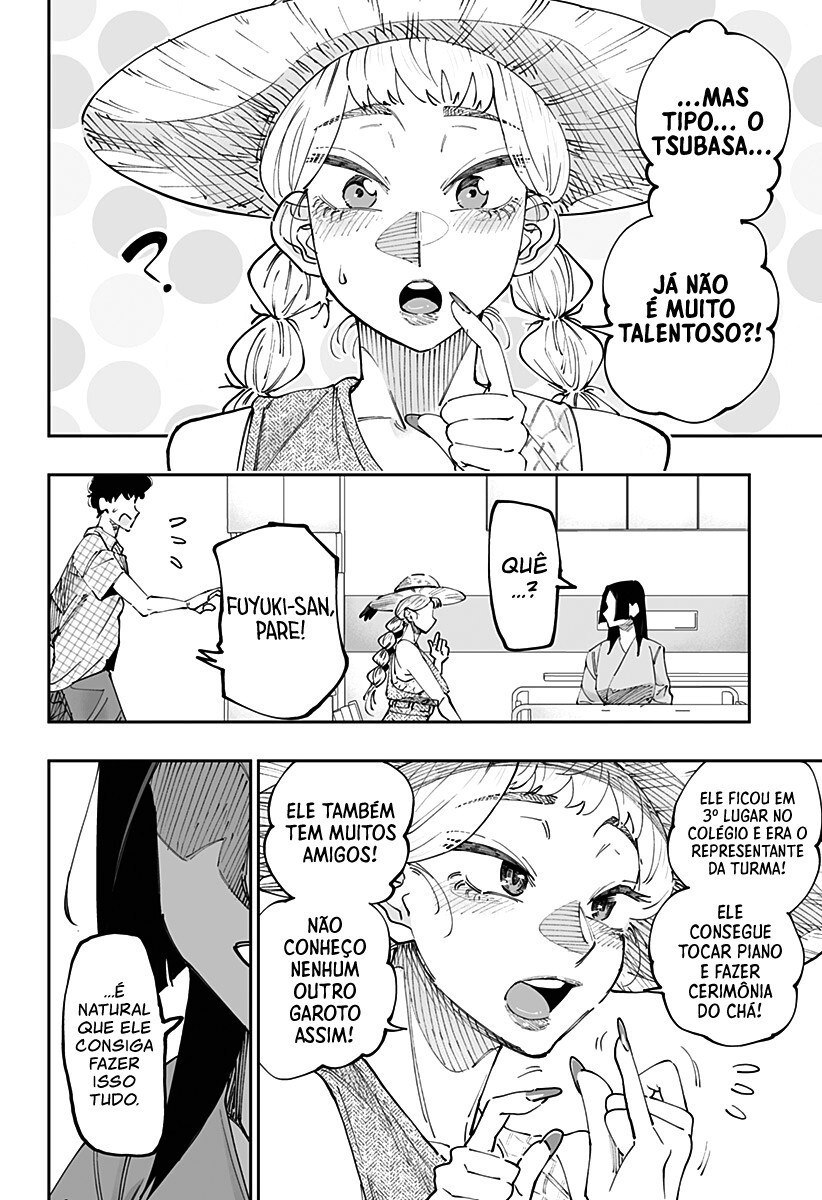 ...MAS
TIPO... O
TSUBASA...
JÁ NÃO
É MUITO
TALENTOSO?!
?
QUÊ
...?
FUYUKI-SAN,
PARE!
ELE FICOU EM
3º LUGAR NO
COLÉGIO E ERA O
REPRESENTANTE
DA TURMA!
ELE
CONSEGUE
TOCAR PIANO
E FAZER
CERIMÔNIA
DO CHÁ!
ELE TAMBÉM
TEM MUITOS
AMIGOS!
NÃO
CONHEÇO
NENHUM
OUTRO
GAROTO
ASSIM!
...É
NATURAL
QUE ELE
CONSIGA
FAZER
ISSO
TUDO.